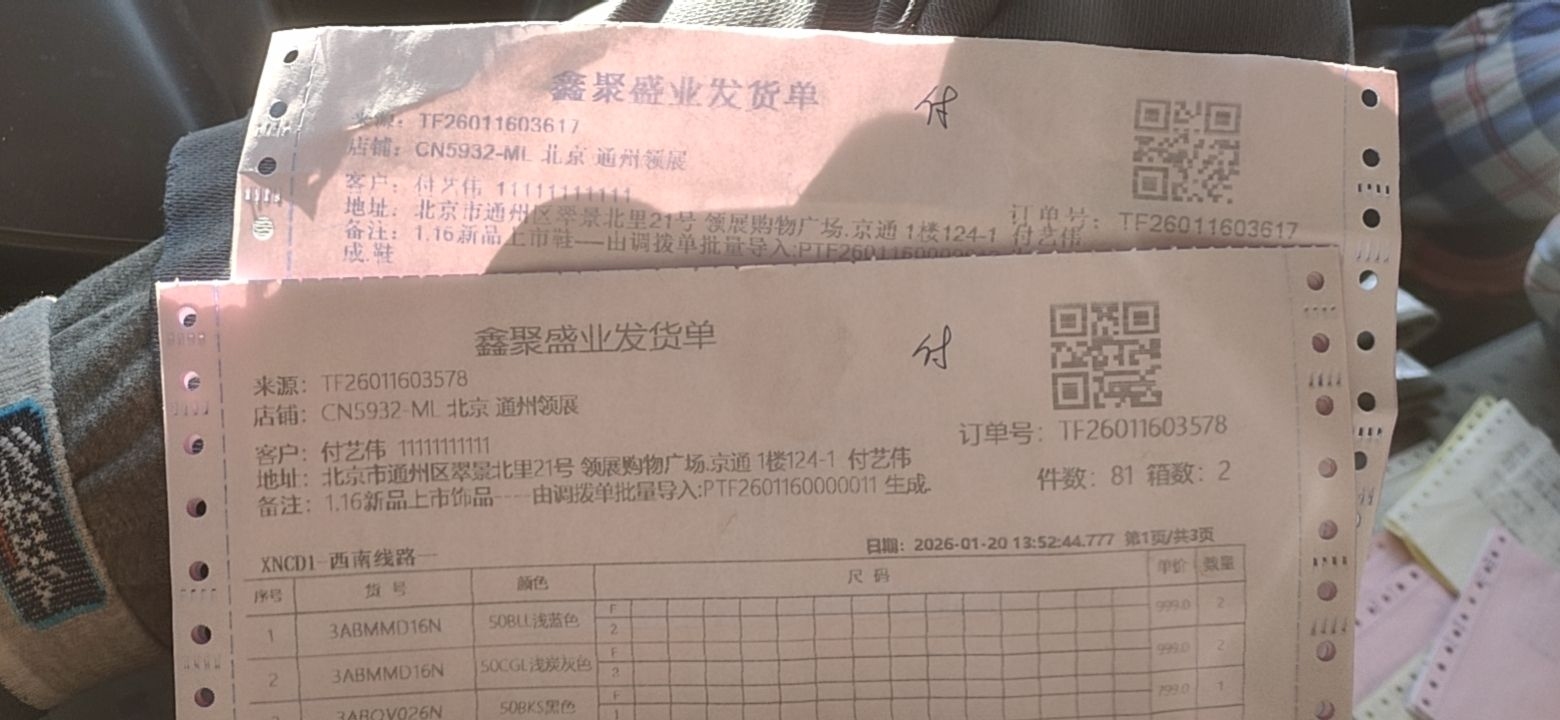 鑫聚盛业发货单
付
来源：TF26011603617
店铺：CN5932-ML 北京 通州领展
客户：付艺伟 11111111111
地址：北京市通州区翠景北里21号 领展购物广场.京通 1楼124-1 付艺伟
订单号：TF26011603617
备注：1.16新品上市鞋----由调拨单批量导入:PTF26011600000
成.鞋
鑫聚盛业发货单
付
来源：TF26011603578
店铺：CN5932-ML 北京 通州领展
订单号：TF26011603578
客户：付艺伟 11111111111
地址：北京市通州区翠景北里21号 领展购物广场.京通 1楼124-1 付艺伟
件数：81 箱数：2
备注：1.16新品上市饰品----由调拨单批量导入:PTF2601160000011 生成.
日期：2026-01-20 13:52:44.777 第1页/共3页
XNCD1-西南线路一
序号 货 号 颜色 尺 码 单价 数量
1 3ABMMD16N 50BLL浅蓝色 F 2 999.0 2
2 3ABMMD16N 50CGL浅炭灰色 F 999.0 2
3ABQV026N 50BKS黑色 F 1 799.0 1